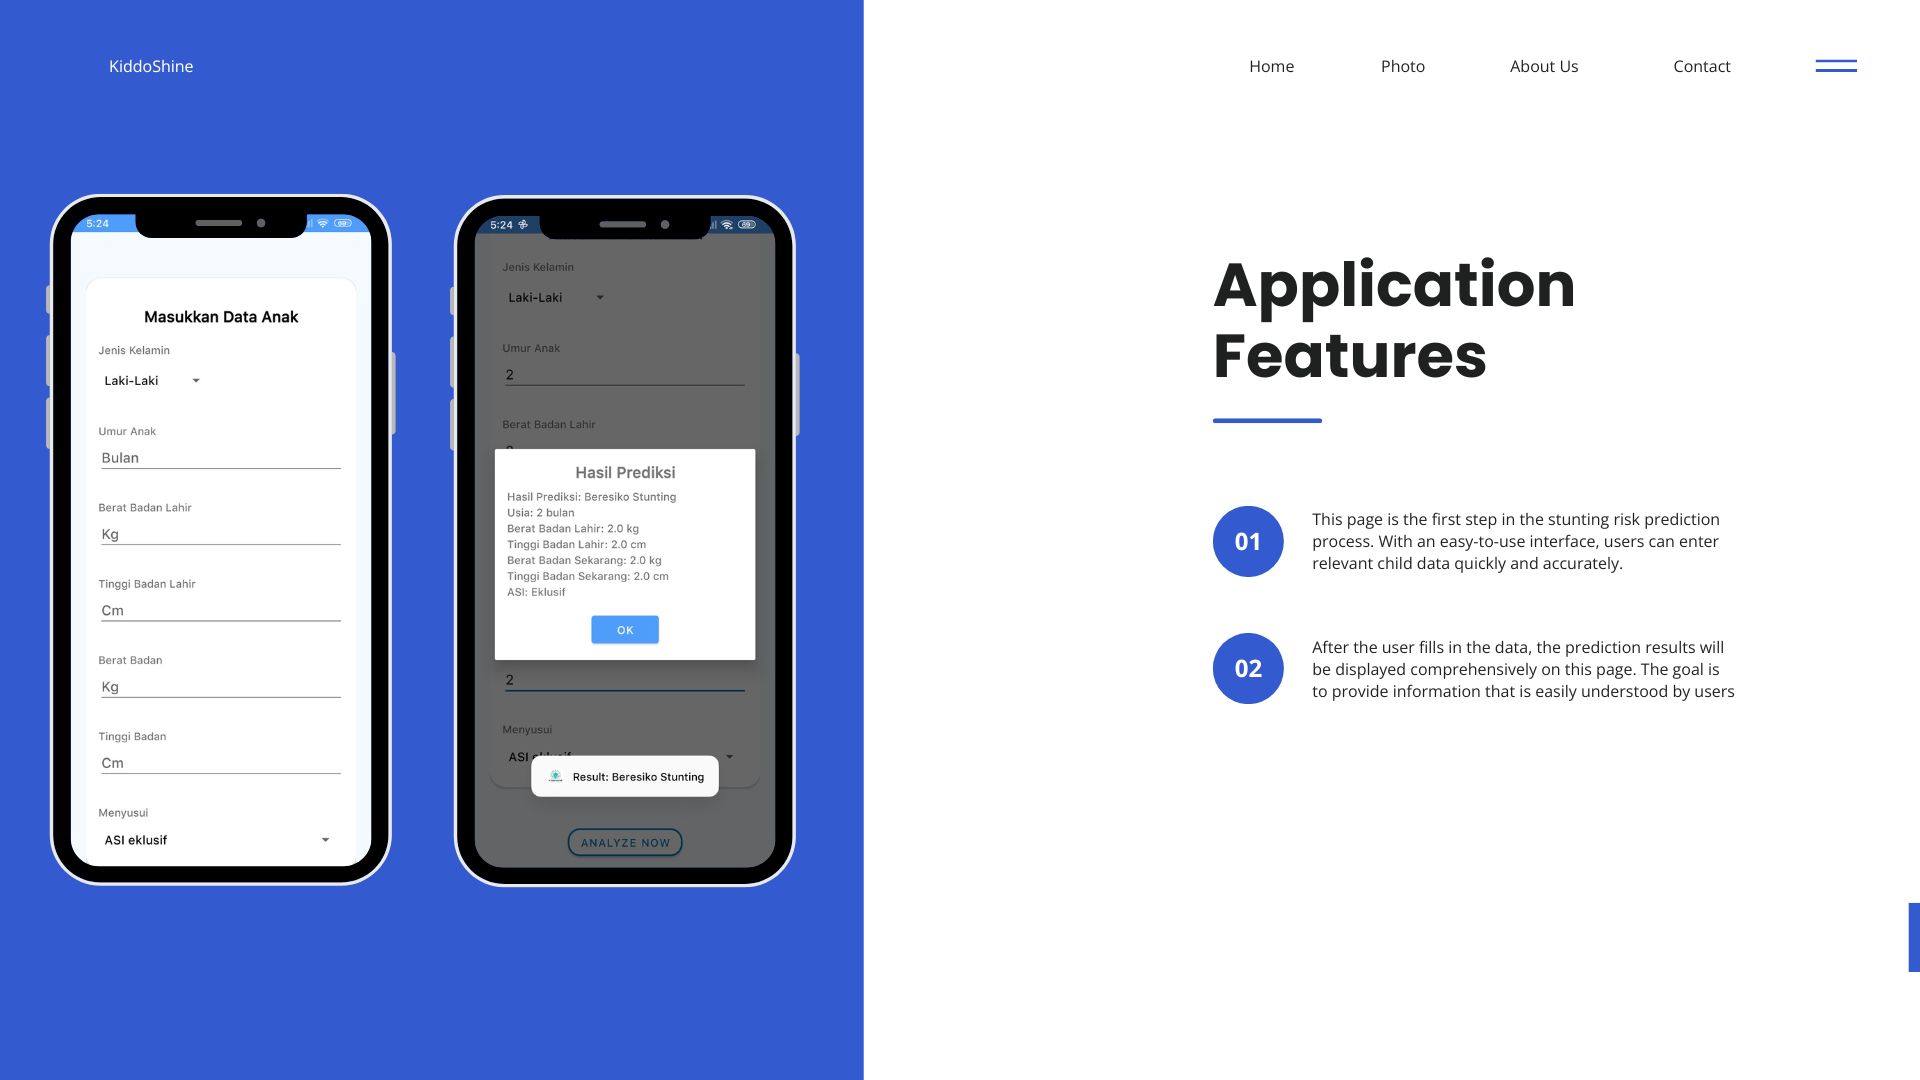 KiddoShine
Home
Photo
About Us
Contact
5:24
Masukkan Data Anak
Jenis Kelamin
Laki-Laki
Umur Anak
Bulan
Berat Badan Lahir
Kg
Tinggi Badan Lahir
Cm
Berat Badan
Kg
Tinggi Badan
Cm
Menyusui
ASI eklusif
5:24
Jenis Kelamin
Laki-Laki
Umur Anak
2
Berat Badan Lahir
Hasil Prediksi
Hasil Prediksi: Beresiko Stunting
Usia: 2 bulan
Berat Badan Lahir: 2.0 kg
Tinggi Badan Lahir: 2.0 cm
Berat Badan Sekarang: 2.0 kg
Tinggi Badan Sekarang: 2.0 cm
ASI: Eklusif
OK
2
Menyusui
ASI
Result: Beresiko Stunting
ANALYZE NOW
Application
Features
01
This page is the first step in the stunting risk prediction
process. With an easy-to-use interface, users can enter
relevant child data quickly and accurately.
02
After the user fills in the data, the prediction results will
be displayed comprehensively on this page. The goal is
to provide information that is easily understood by users